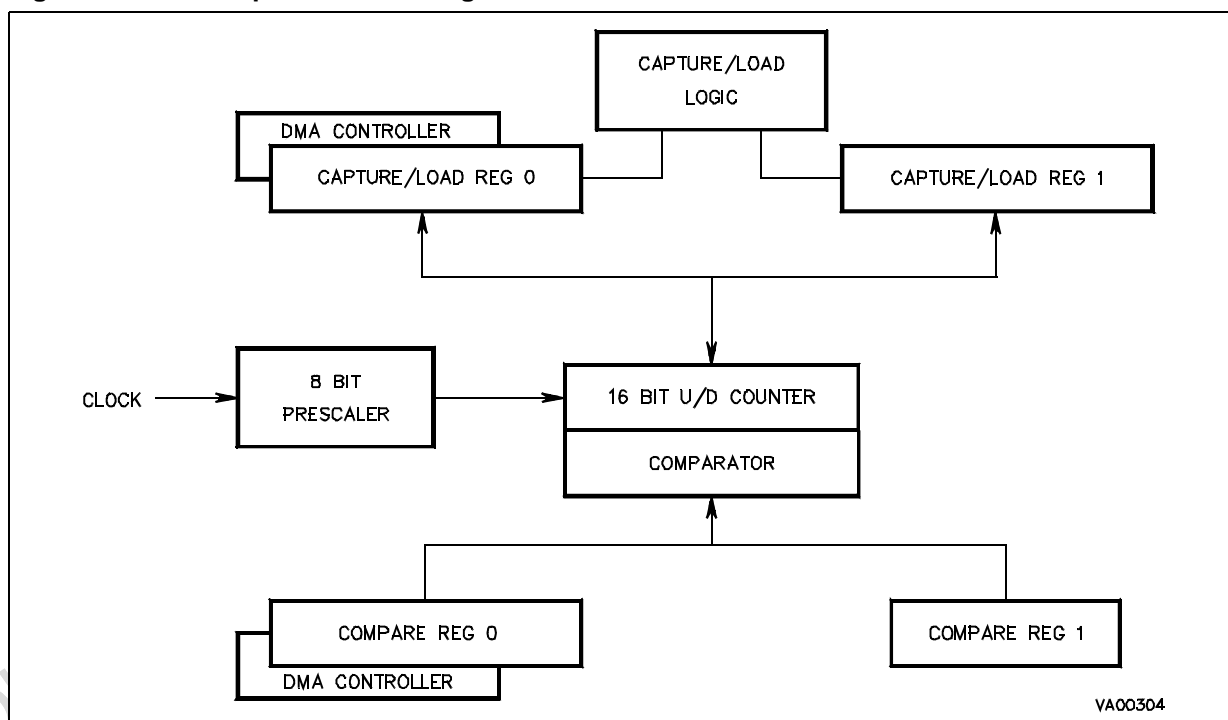 CAPTURE/LOAD
LOGIC
DMA CONTROLLER
CAPTURE/LOAD REG 0
CAPTURE/LOAD REG 1
CLOCK
8 BIT
PRESCALER
16 BIT U/D COUNTER
COMPARATOR
COMPARE REG 0
COMPARE REG 1
DMA CONTROLLER
VA00304